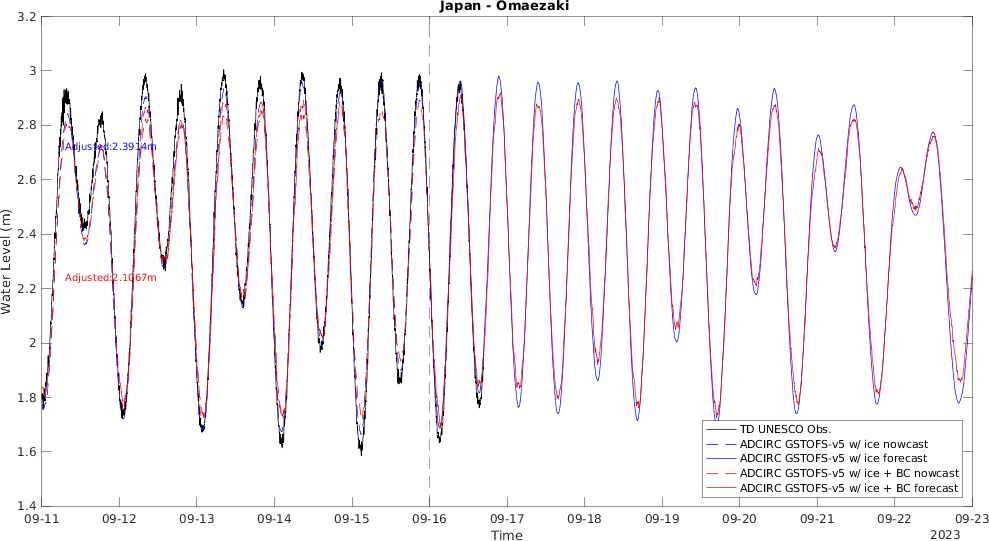 Japan - Omaezaki
3.2
3
2.8
2.6
2.4
2.2
2
1.8
1.6
1.4
Water Level (m)
Adjusted:2.3914m
Adjusted:2.1067m
TD UNESCO Obs.
ADCIRC GSTOFS-v5 w/ ice nowcast
ADCIRC GSTOFS-v5 w/ ice forecast
ADCIRC GSTOFS-v5 w/ ice + BC nowcast
ADCIRC GSTOFS-v5 w/ ice + BC forecast
09-11 09-12 09-13 09-14 09-15 09-16 09-17 09-18 09-19 09-20 09-21 09-22 09-23
Time
2023